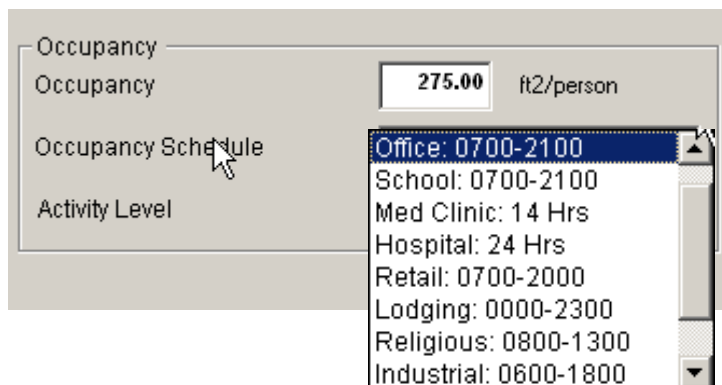 Occupancy
Occupancy 275.00 ft2/person
Occupancy Schedule Office: 0700-2100
School: 0700-2100
Activity Level Med Clinic: 14 Hrs
Hospital: 24 Hrs
Retail: 0700-2000
Lodging: 0000-2300
Religious: 0800-1300
Industrial: 0600-1800